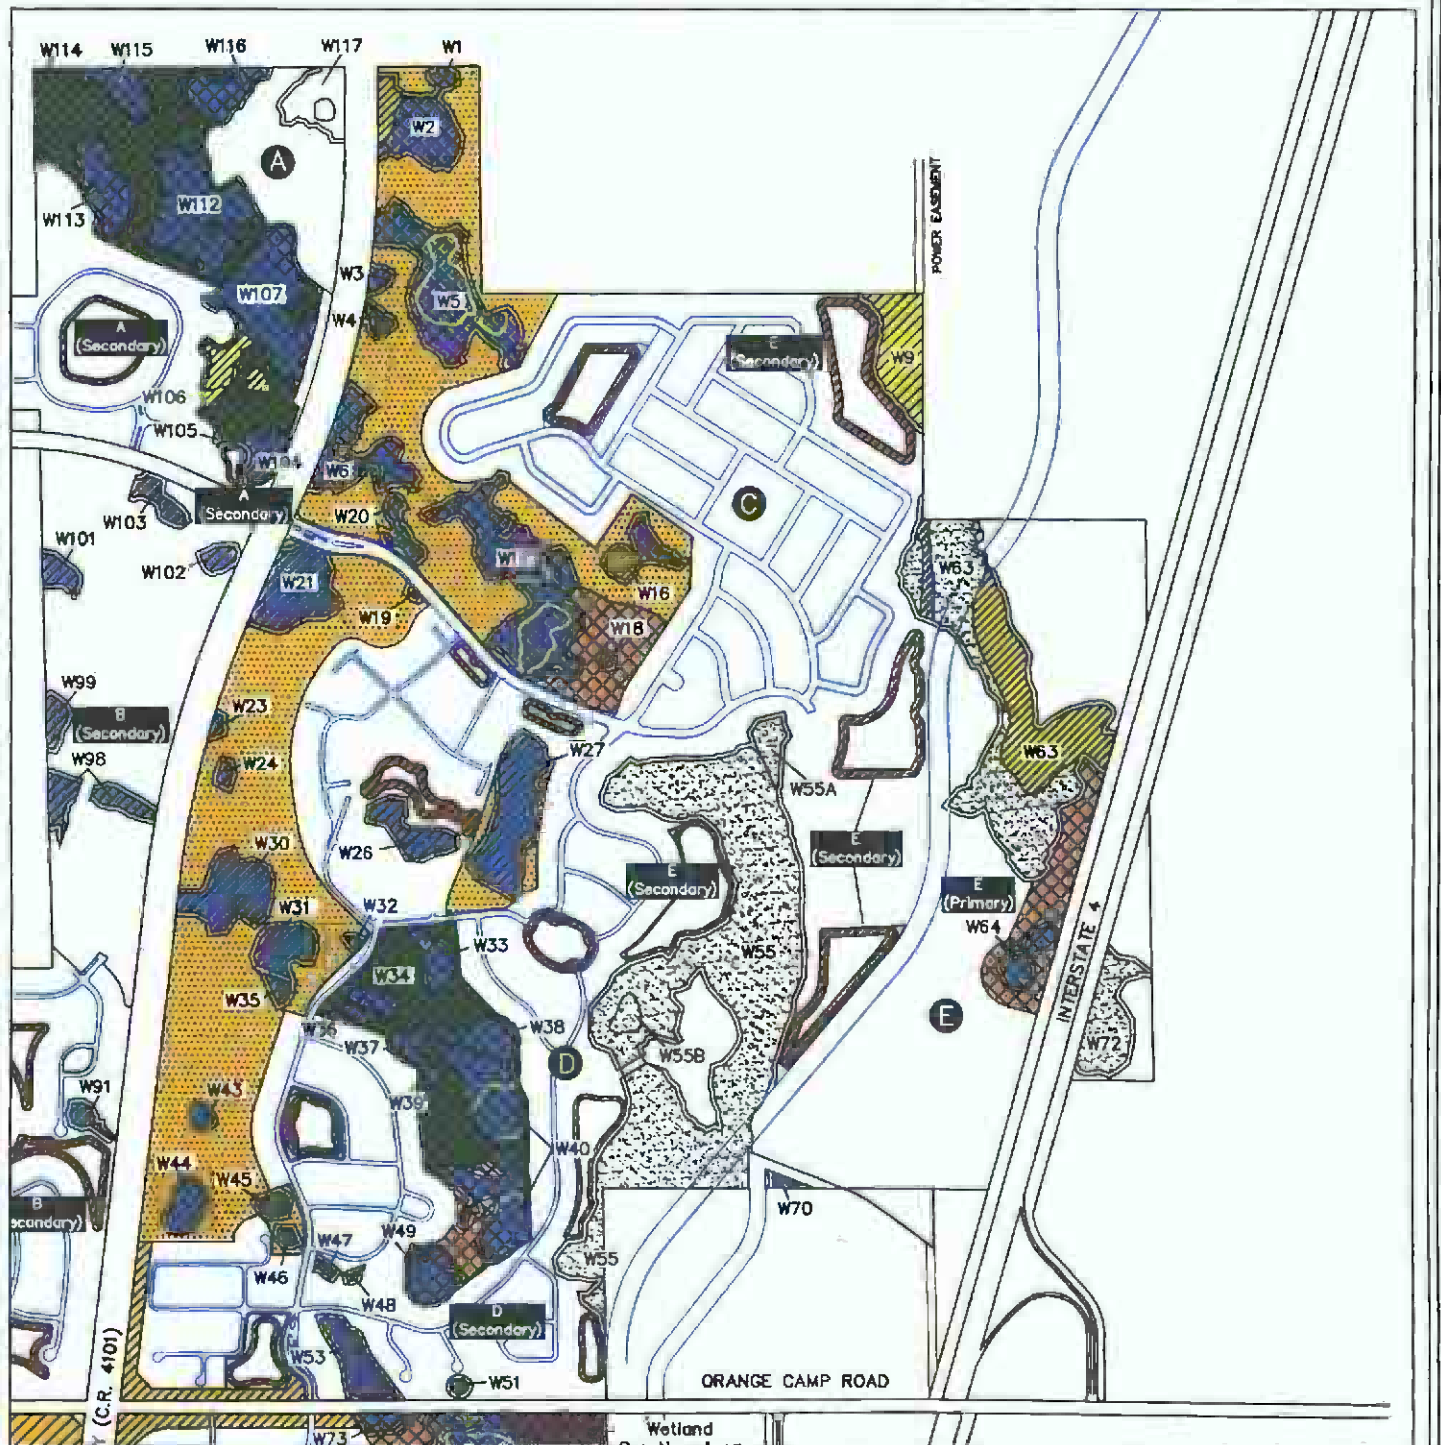 W114
W115
W116
W117
W1
W2
A
W113
W112
POWER EASEMENT
W3
W107
W5
W4
A
(Secondary)
E
(Secondary)
W9
W106
W105
W104
W6
A
(Secondary)
C
W103
W20
W101
W102
W21
W1
W63
W16
W19
W18
W99
W23
B
(Secondary)
W27
W63
W98
W24
W55A
W30
W26
E
(Secondary)
E
(Secondary)
E
(Primary)
W31
W32
W64
W33
W34
W55
INTERSTATE 4
W35
W36
W38
E
W37
W55B
D
W72
W91
W43
W39
W40
W44
W45
B
W70
W49
W47
W55
W46
W48
D
(Secondary)
W53
W51
(C.R. 4101)
ORANGE CAMP ROAD
W73
Wetland